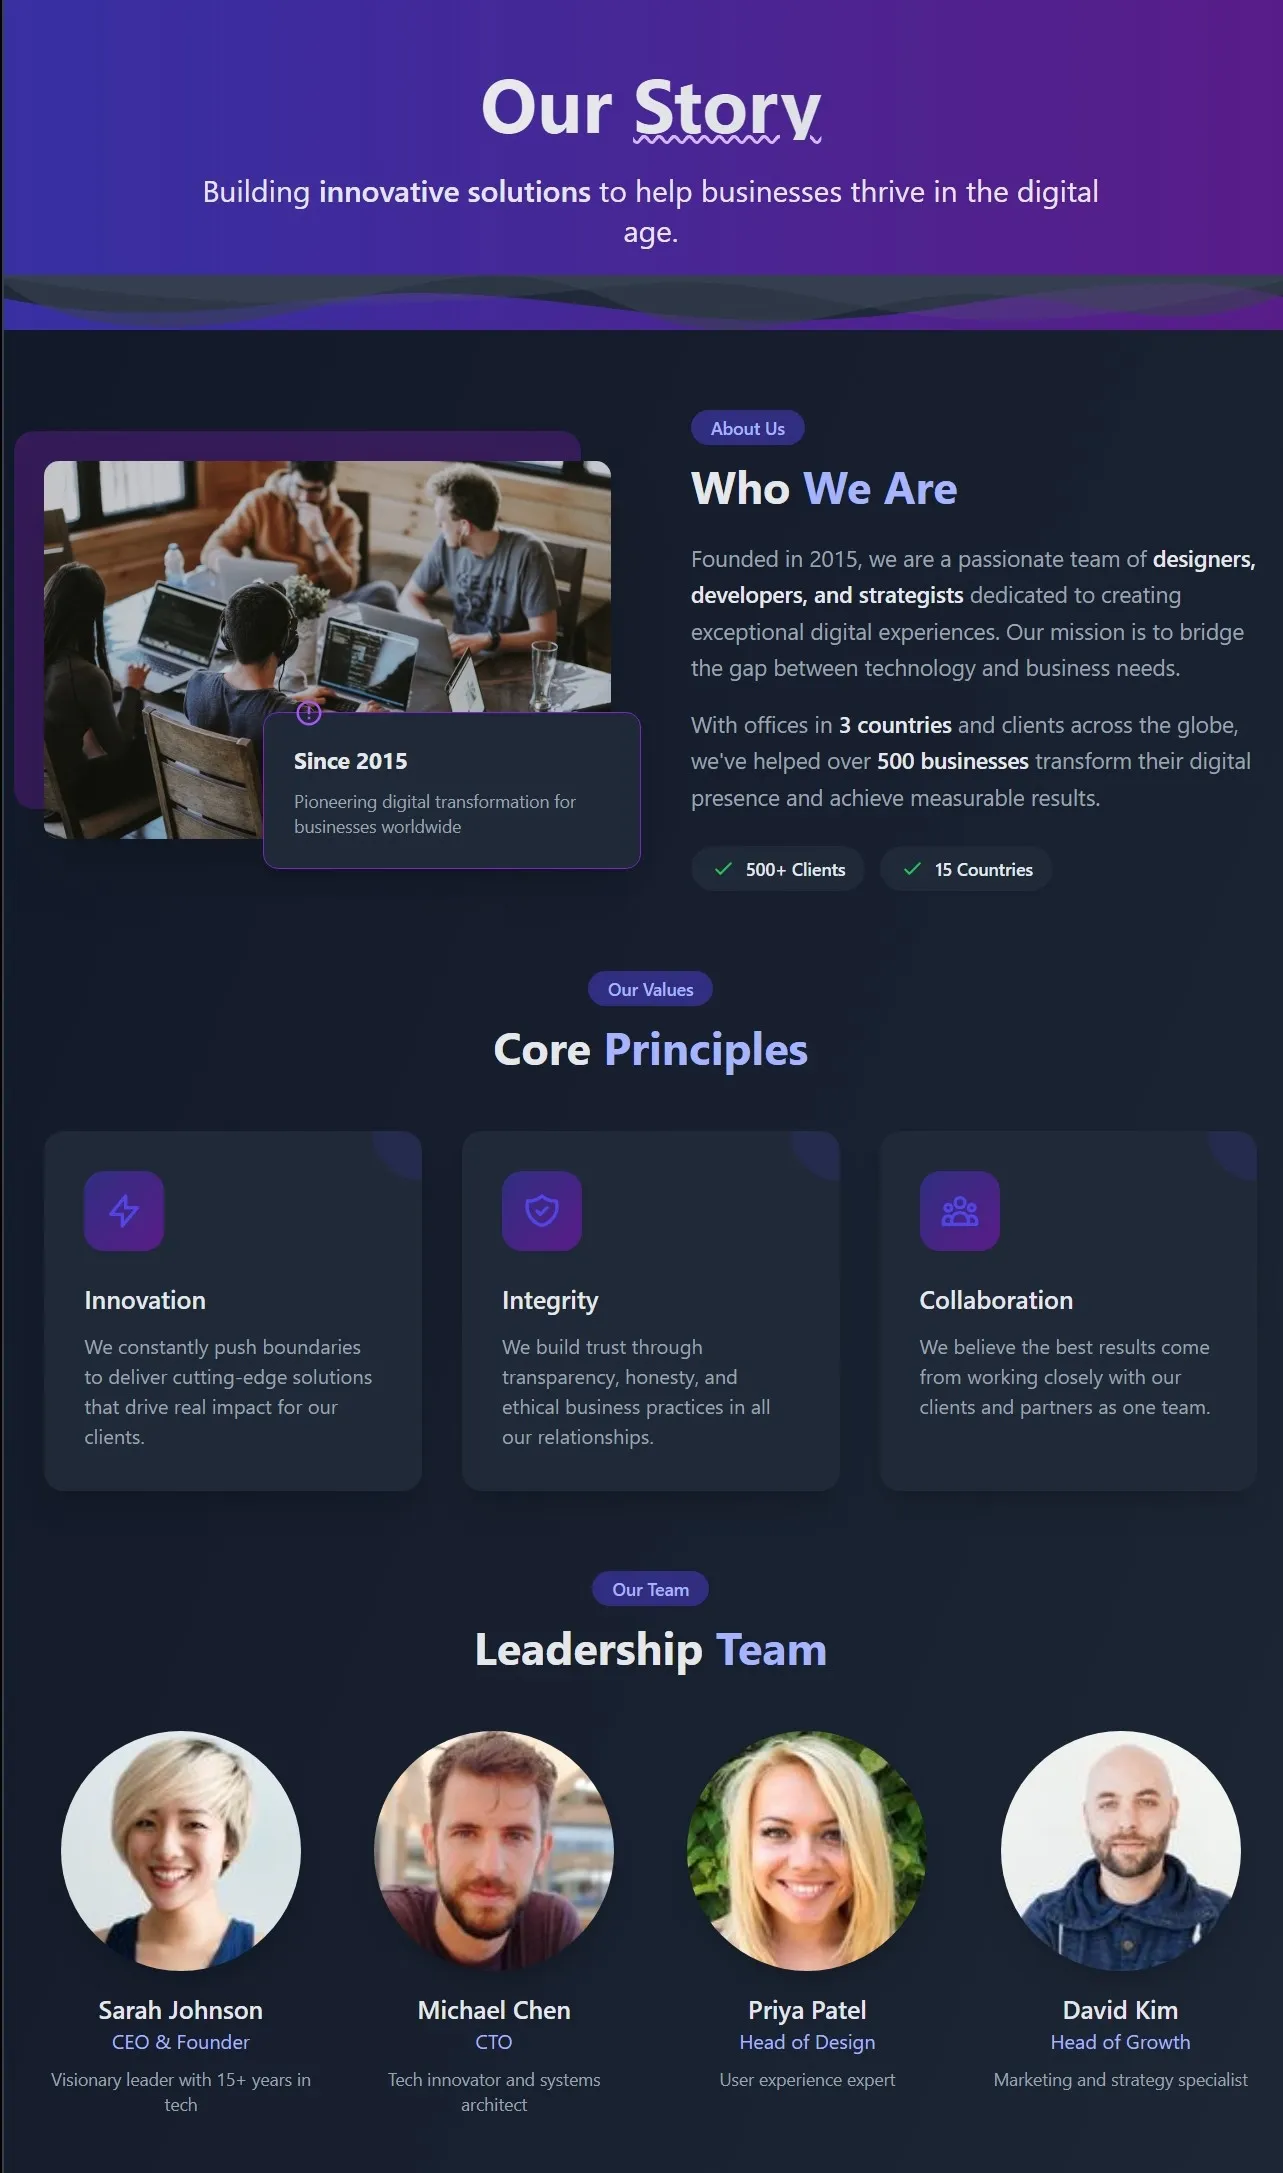 Our Story
Building innovative solutions to help businesses thrive in the digital
age.
About Us
Who We Are
Founded in 2015, we are a passionate team of designers,
developers, and strategists dedicated to creating
exceptional digital experiences. Our mission is to bridge
the gap between technology and business needs.
With offices in 3 countries and clients across the globe,
we've helped over 500 businesses transform their digital
presence and achieve measurable results.
500+ Clients
15 Countries
Since 2015
Pioneering digital transformation for
businesses worldwide
Our Values
Core Principles
Innovation
We constantly push boundaries
to deliver cutting-edge solutions
that drive real impact for our
clients.
Integrity
We build trust through
transparency, honesty, and
ethical business practices in all
our relationships.
Collaboration
We believe the best results come
from working closely with our
clients and partners as one team.
Our Team
Leadership Team
Sarah Johnson
CEO & Founder
Visionary leader with 15+ years in
tech
Michael Chen
CTO
Tech innovator and systems
architect
Priya Patel
Head of Design
User experience expert
David Kim
Head of Growth
Marketing and strategy specialist